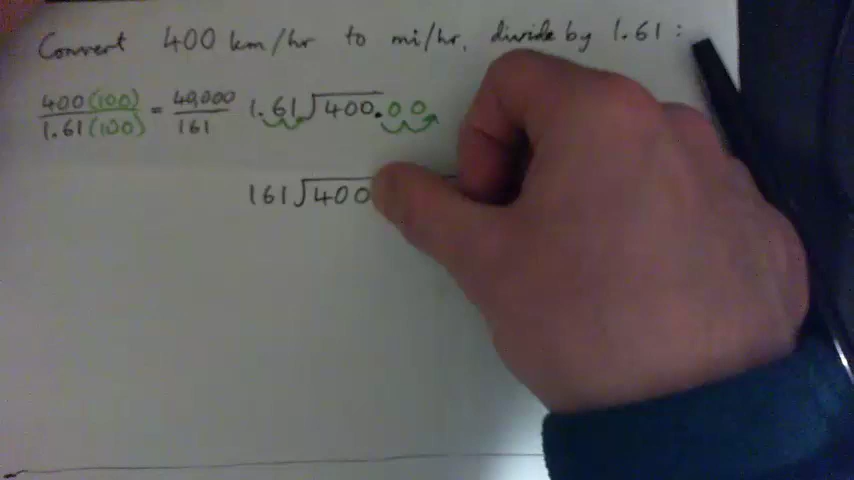 Convert 400 km/hr to mi/hr, divide by 1.61:
400(100) / 1.61(100) = 40,000 / 161 1.61)400.00
161)400